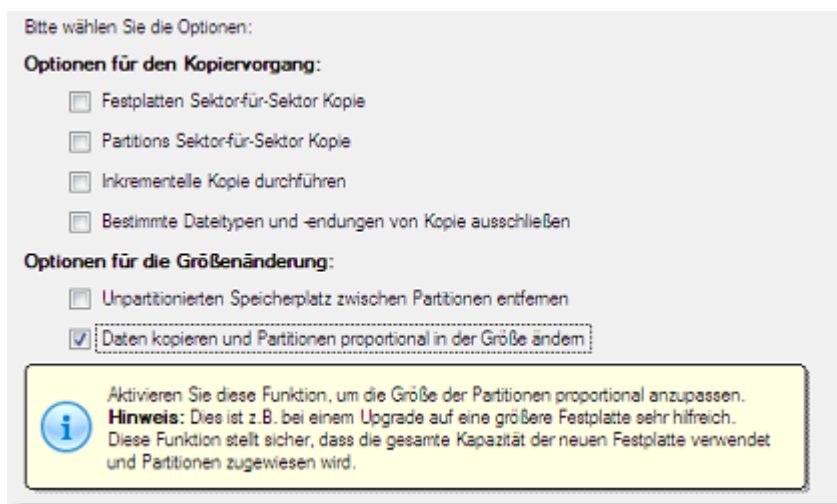 Bitte wählen Sie die Optionen:
Optionen für den Kopiervorgang:
Festplatten Sektor-für-Sektor Kopie
Partitions Sektor-für-Sektor Kopie
Inkrementelle Kopie durchführen
Bestimmte Dateitypen und -endungen von Kopie ausschließen
Optionen für die Größenänderung:
Unpartitionierten Speicherplatz zwischen Partitionen entfernen
Daten kopieren und Partitionen proportional in der Größe ändern
Aktivieren Sie diese Funktion, um die Größe der Partitionen proportional anzupassen.
Hinweis: Dies ist z.B. bei einem Upgrade auf eine größere Festplatte sehr hilfreich.
Diese Funktion stellt sicher, dass die gesamte Kapazität der neuen Festplatte verwendet
und Partitionen zugewiesen wird.